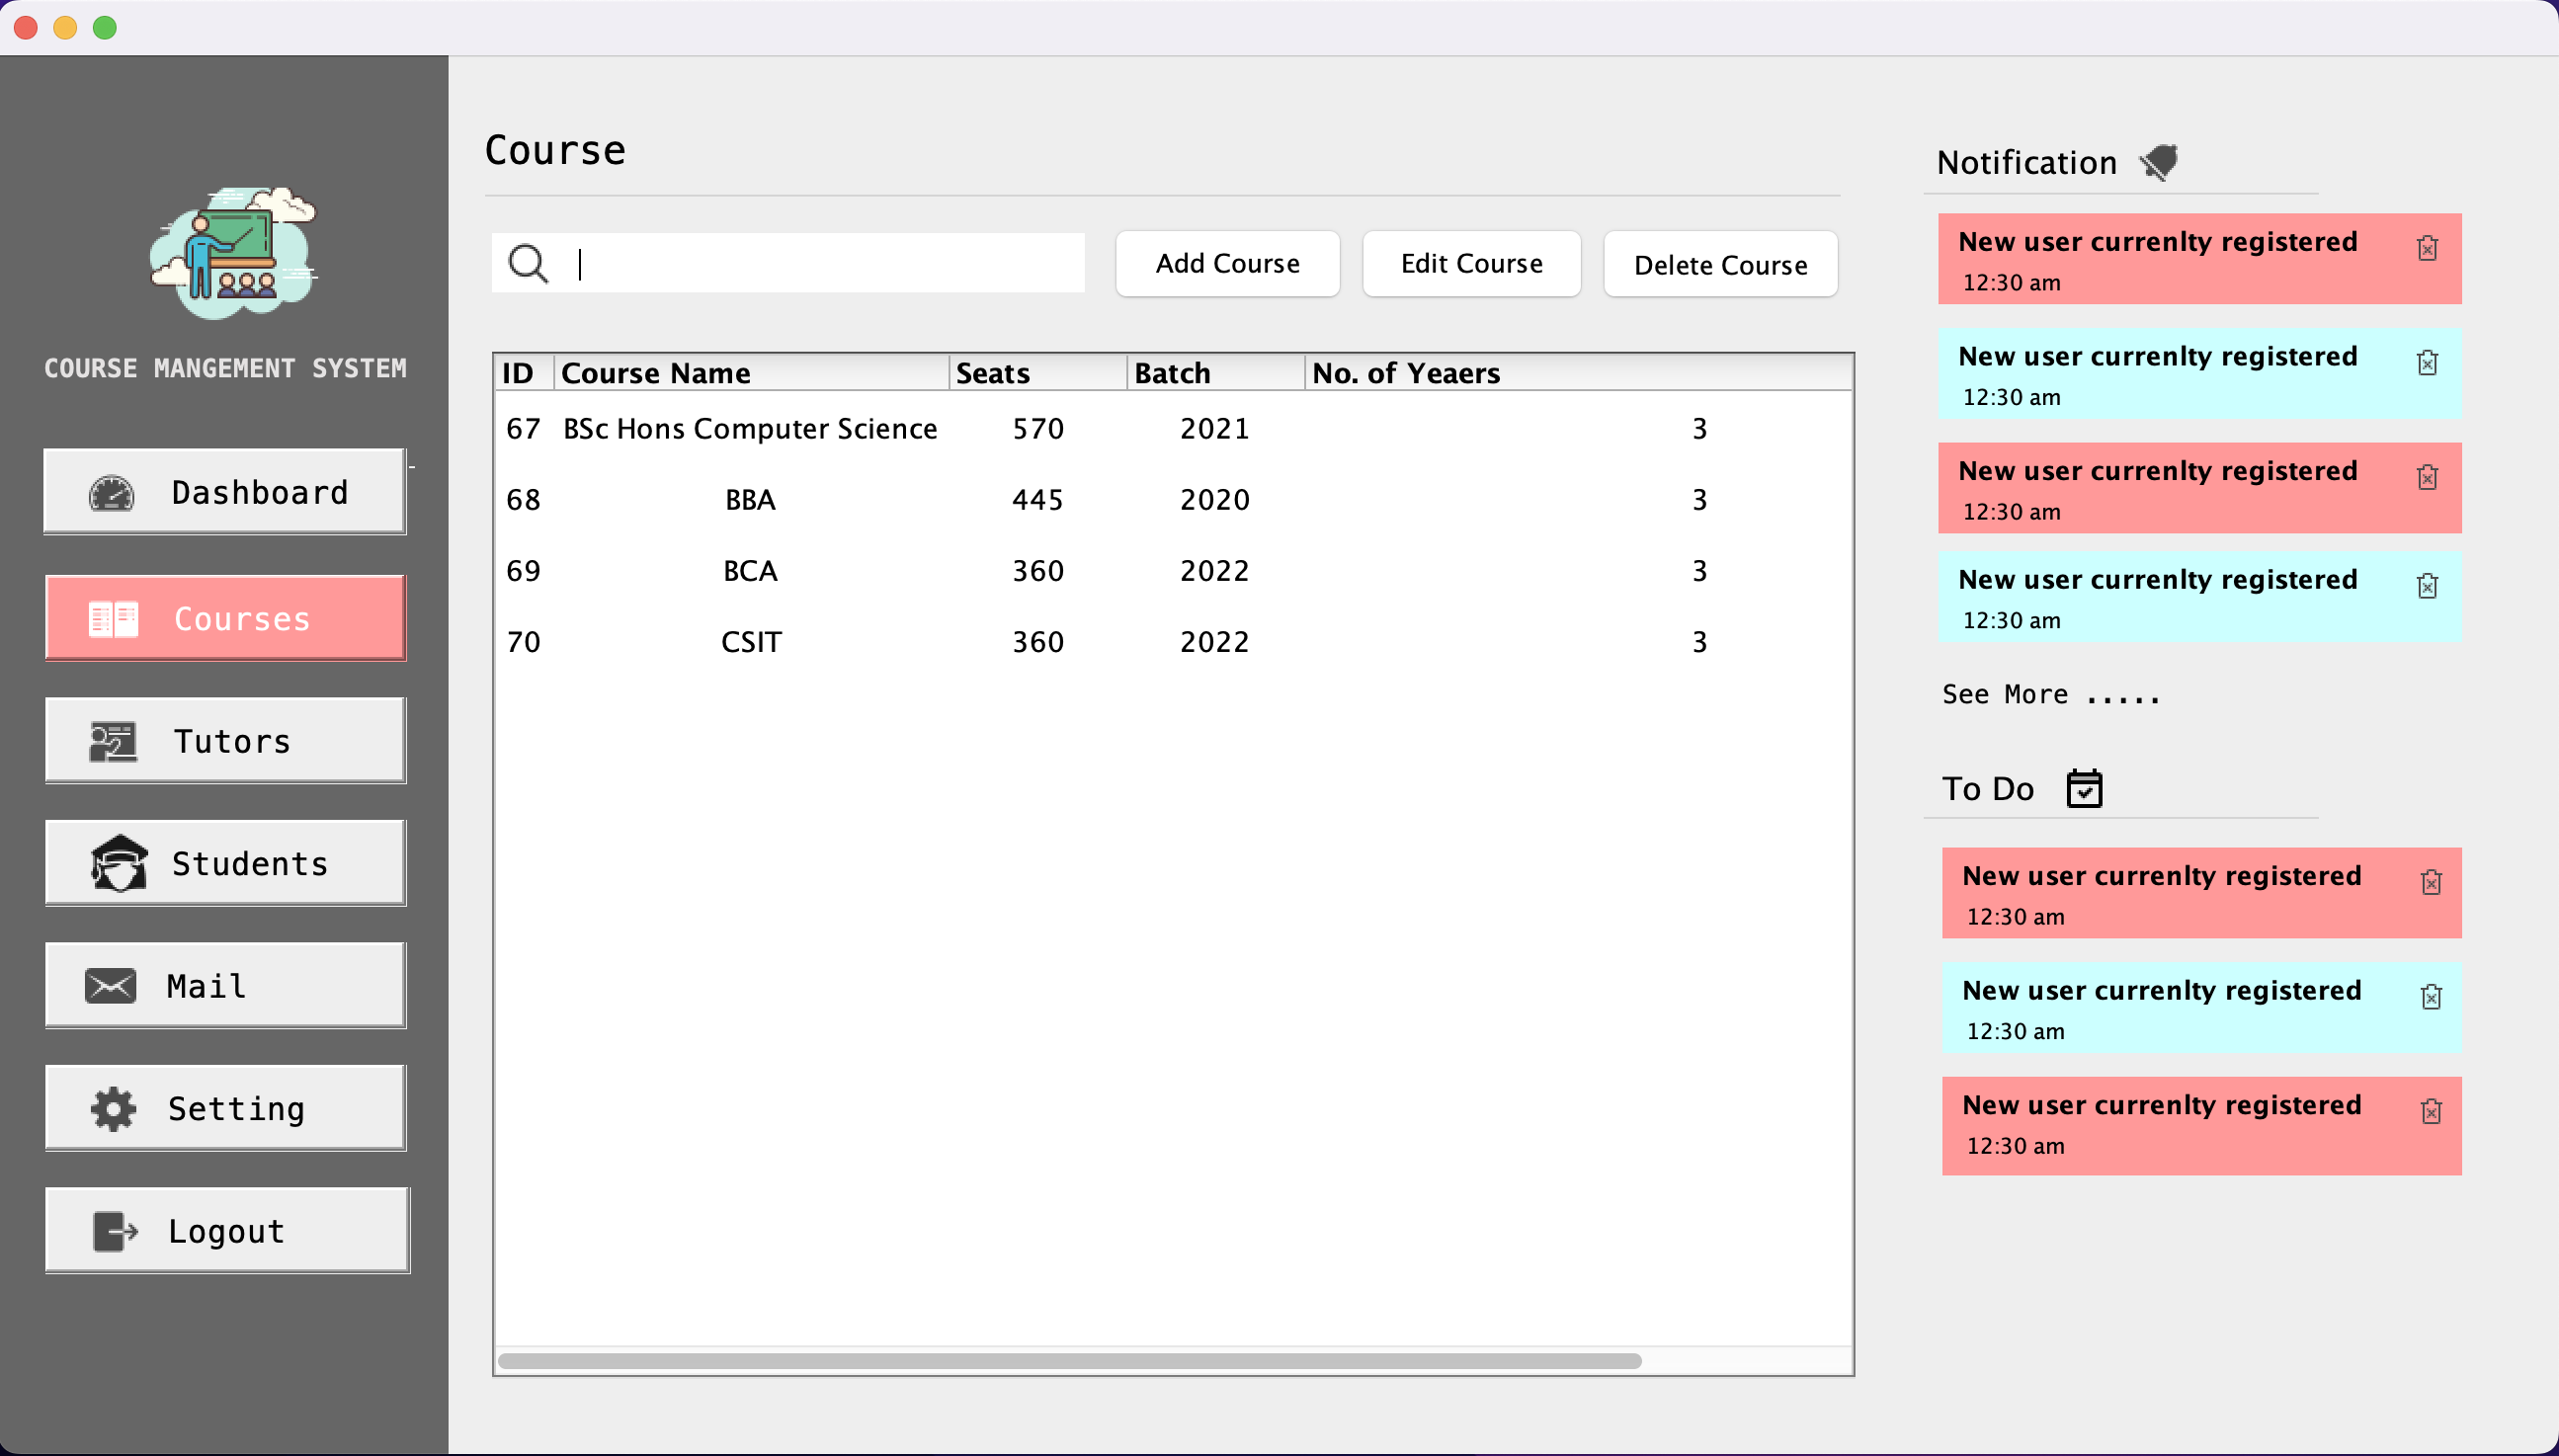 COURSE MANGEMENT SYSTEM
Dashboard
Courses
Tutors
Students
Mail
Setting
Logout
Course
Add Course
Edit Course
Delete Course
ID Course Name Seats Batch No. of Yeaers
67 BSc Hons Computer Science 570 2021 3
68 BBA 445 2020 3
69 BCA 360 2022 3
70 CSIT 360 2022 3
Notification
New user currenlty registered
12:30 am
New user currenlty registered
12:30 am
New user currenlty registered
12:30 am
New user currenlty registered
12:30 am
See More .....
To Do
New user currenlty registered
12:30 am
New user currenlty registered
12:30 am
New user currenlty registered
12:30 am